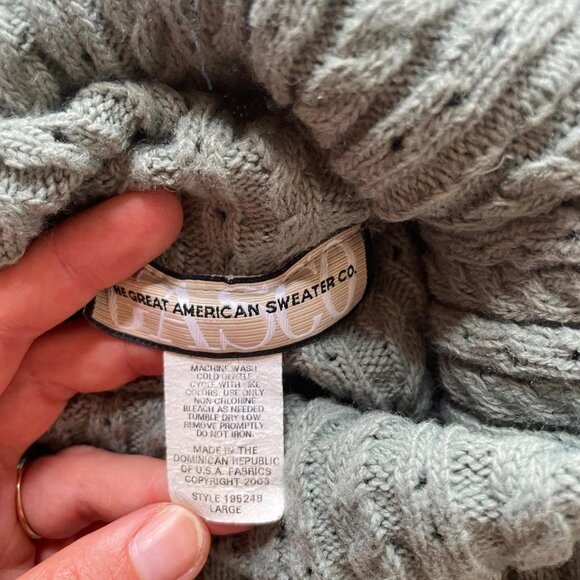 THE GREAT AMERICAN SWEATER CO.
GASCO
MACHINE WASH
COLD GENTLE
CYCLE WITH LIKE
COLORS. USE ONLY
NON-CHLORINE
BLEACH AS NEEDED.
TUMBLE DRY LOW.
REMOVE PROMPTLY
DO NOT IRON.
MADE IN THE
DOMINICAN REPUBLIC
OF U.S.A. FABRICS
COPYRIGHT 2003
STYLE 195248
LARGE